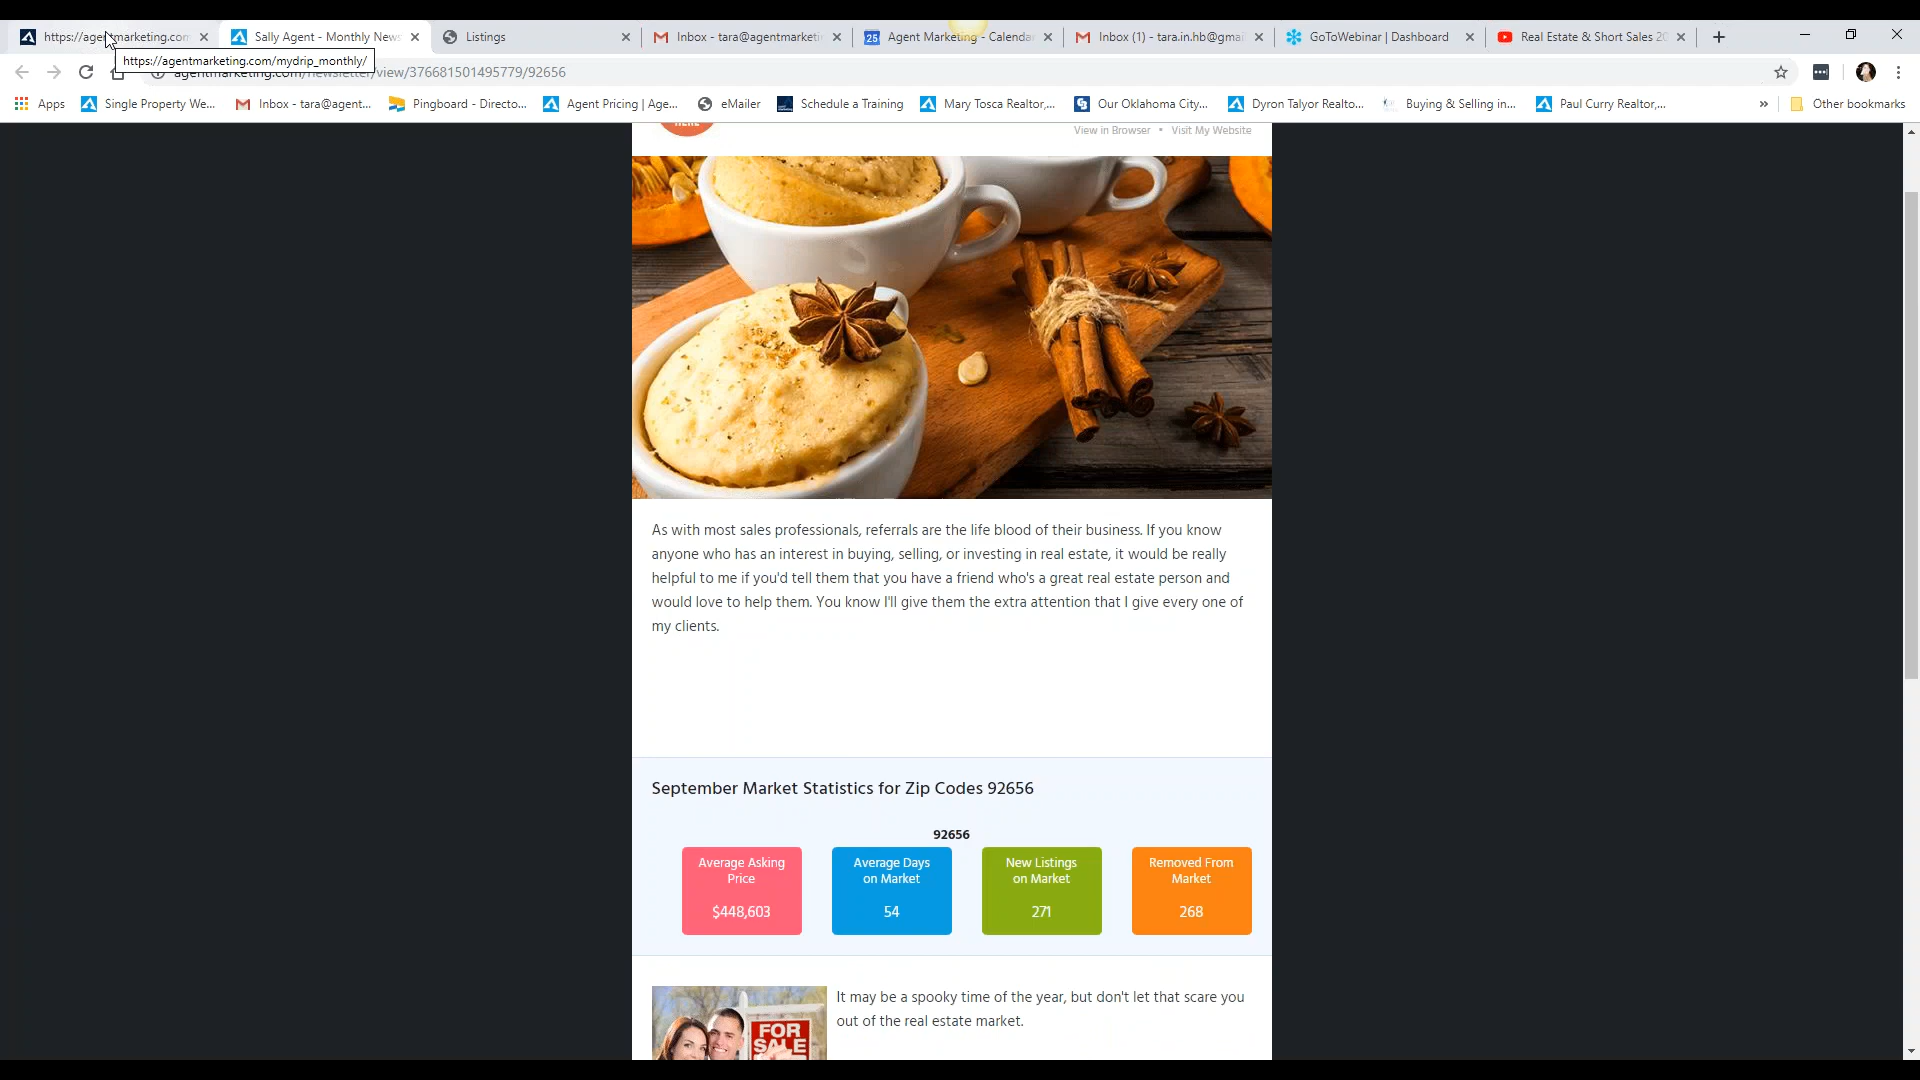 https://agentmarketing.com
Sally Agent - Monthly News
Listings
Inbox - tara@agentmarketi
25
Agent Marketing - Calenda
Inbox (1) - tara.in.hb@gmai
GoToWebinar | Dashboard
Real Estate & Short Sales 20
https://agentmarketing.com/mydrip_monthly/
agentmarketing.com/newsletter/view/376681501495779/92656
Apps
Single Property We...
Inbox - tara@agent...
Pingboard - Directo...
Agent Pricing | Age...
eMailer
Schedule a Training
Mary Tosca Realtor,...
Our Oklahoma City...
Dyron Talyor Realto...
Buying & Selling in...
Paul Curry Realtor,...
»
Other bookmarks
HERE
View in Browser • Visit My Website
As with most sales professionals, referrals are the life blood of their business. If you know
anyone who has an interest in buying, selling, or investing in real estate, it would be really
helpful to me if you'd tell them that you have a friend who's a great real estate person and
would love to help them. You know I'll give them the extra attention that I give every one of
my clients.
September Market Statistics for Zip Codes 92656
92656
Average Asking
Price
$448,603
Average Days
on Market
54
New Listings
on Market
271
Removed From
Market
268
It may be a spooky time of the year, but don't let that scare you
out of the real estate market.
FOR
SALE